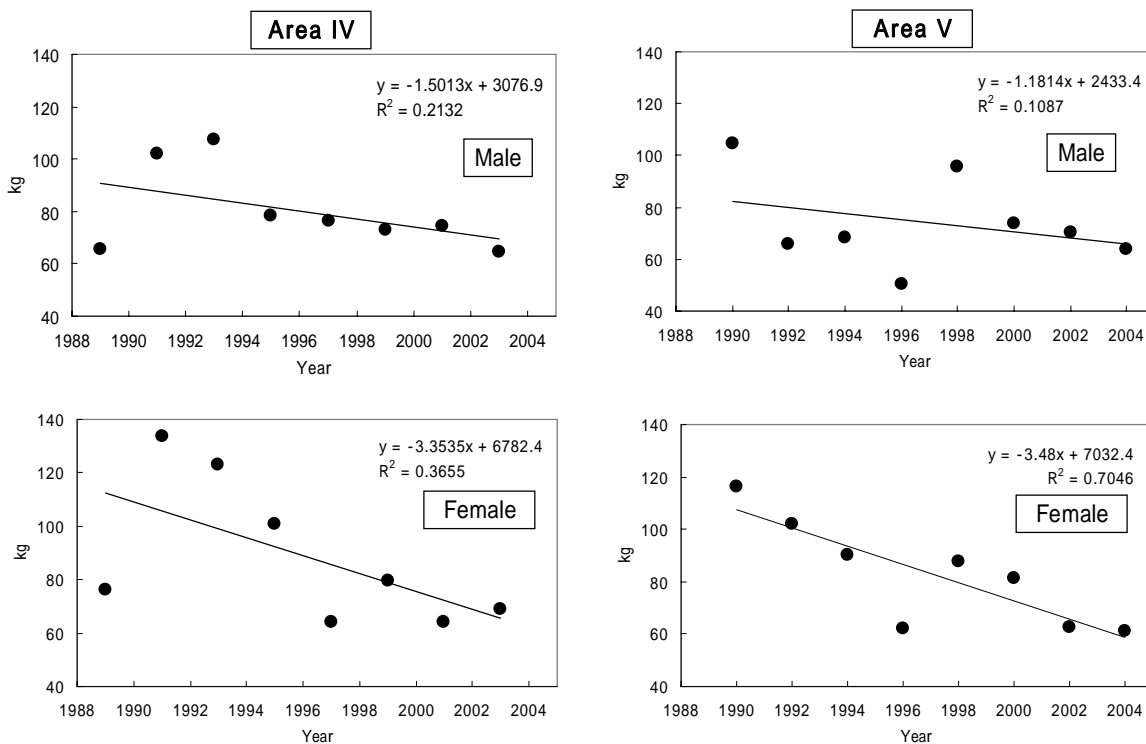 Area IV
140
120
100
80
60
40
kg
1988 1990 1992 1994 1996 1998 2000 2002 2004
Year
y = -1.5013x + 3076.9
R² = 0.2132
Male
Area V
140
120
100
80
60
40
kg
1988 1990 1992 1994 1996 1998 2000 2002 2004
Year
y = -1.1814x + 2433.4
R² = 0.1087
Male
140
120
100
80
60
40
kg
1988 1990 1992 1994 1996 1998 2000 2002 2004
Year
y = -3.3535x + 6782.4
R² = 0.3655
Female
140
120
100
80
60
40
kg
1988 1990 1992 1994 1996 1998 2000 2002 2004
Year
y = -3.48x + 7032.4
R² = 0.7046
Female